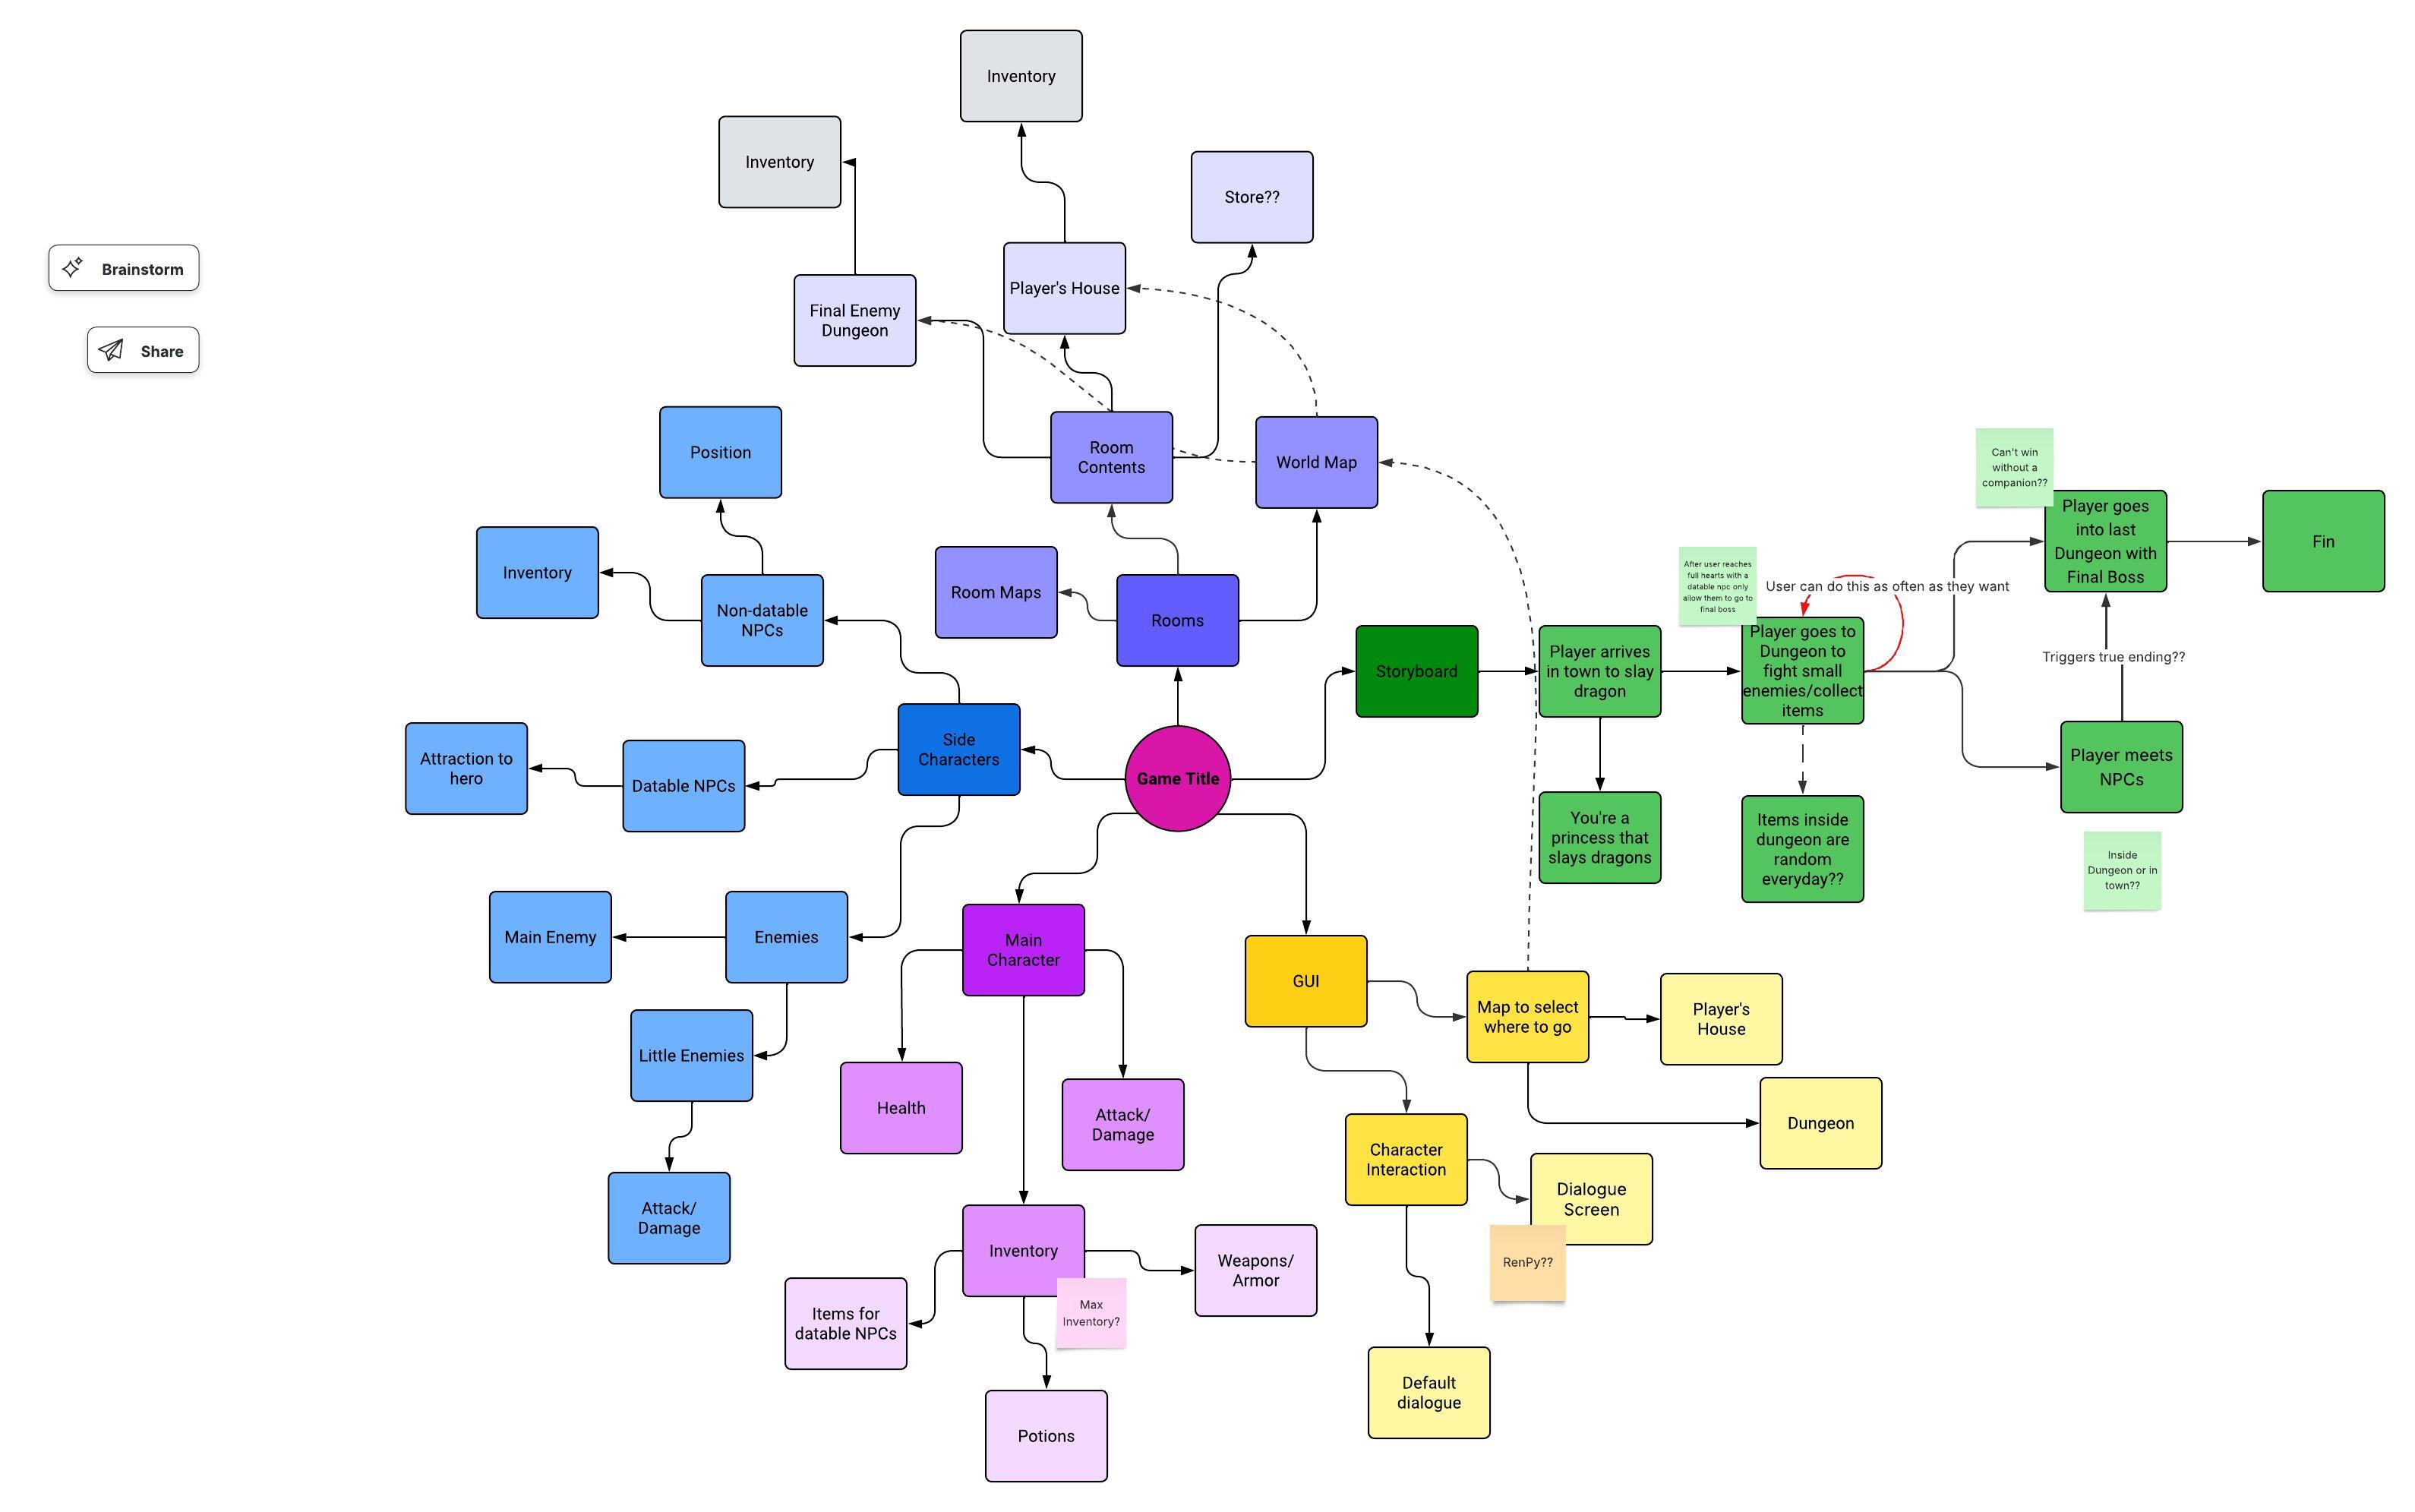 Inventory
Inventory
Store??
Brainstorm
Share
Player's House
Final Enemy
Dungeon
Position
Room
Contents
World Map
Can't win
without a
companion??
Player goes
into last
Dungeon with
Final Boss
Fin
Inventory
Non-datable
NPCs
Room Maps
Rooms
After user reaches
full hearts with a
datable npc only
allow them to go to
final boss
User can do this as often as they want
Storyboard
Player arrives
in town to slay
dragon
Player goes to
Dungeon to
fight small
enemies/collect
items
Triggers true ending??
Side
Characters
Attraction to
hero
Datable NPCs
Game Title
Player meets
NPCs
You're a
princess that
slays dragons
Items inside
dungeon are
random
everyday??
Inside
Dungeon or in
town??
Main Enemy
Enemies
Main
Character
GUI
Map to select
where to go
Player's
House
Little Enemies
Health
Attack/
Damage
Dungeon
Character
Interaction
Dialogue
Screen
Attack/
Damage
Inventory
Weapons/
Armor
RenPy??
Items for
datable NPCs
Max
Inventory?
Default
dialogue
Potions